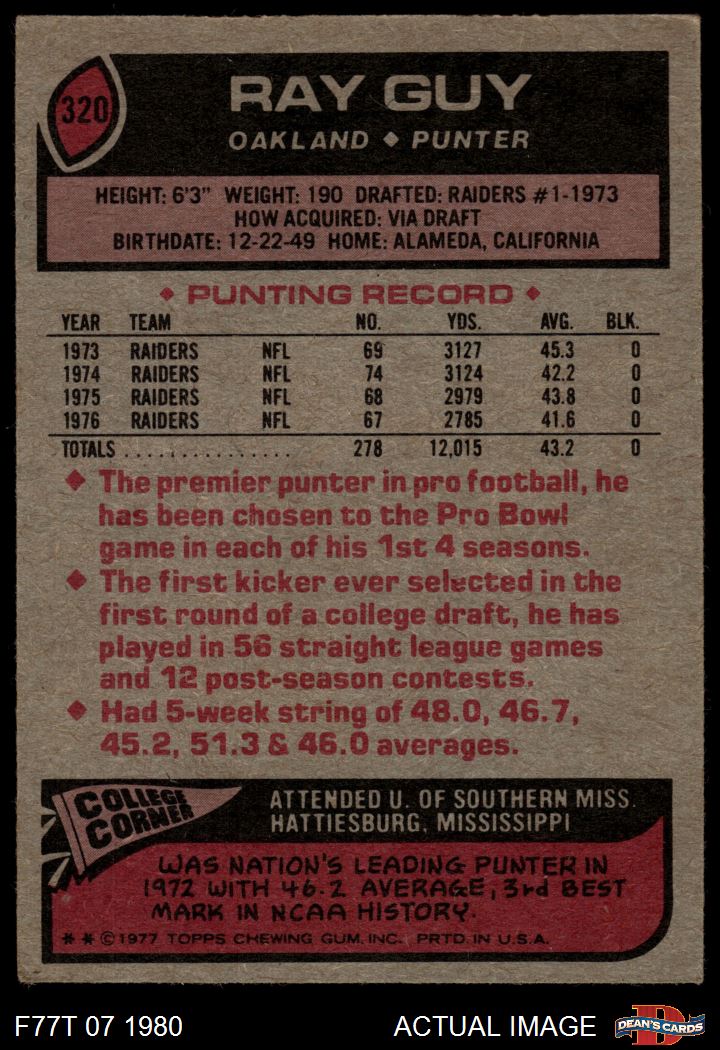 320
RAY GUY
OAKLAND ◆ PUNTER
HEIGHT: 6'3" WEIGHT: 190 DRAFTED: RAIDERS #1-1973
HOW ACQUIRED: VIA DRAFT
BIRTHDATE: 12-22-49 HOME: ALAMEDA, CALIFORNIA
◆ PUNTING RECORD ◆
YEAR TEAM NO. YDS. AVG. BLK.
1973 RAIDERS NFL 69 3127 45.3 0
1974 RAIDERS NFL 74 3124 42.2 0
1975 RAIDERS NFL 68 2979 43.8 0
1976 RAIDERS NFL 67 2785 41.6 0
TOTALS ................ 278 12,015 43.2 0
◆ The premier punter in pro football, he
has been chosen to the Pro Bowl
game in each of his 1st 4 seasons.
◆ The first kicker ever selected in the
first round of a college draft, he has
played in 56 straight league games
and 12 post-season contests.
◆ Had 5-week string of 48.0, 46.7,
45.2, 51.3 & 46.0 averages.
COLLEGE
CORNER
ATTENDED U. OF SOUTHERN MISS.
HATTIESBURG, MISSISSIPPI
WAS NATION'S LEADING PUNTER IN
1972 WITH 46.2 AVERAGE, 3rd BEST
MARK IN NCAA HISTORY.
* * © 1977 TOPPS CHEWING GUM, INC. PRTD. IN U.S.A.
F77T 07 1980 ACTUAL IMAGE
D
DEAN'S CARDS